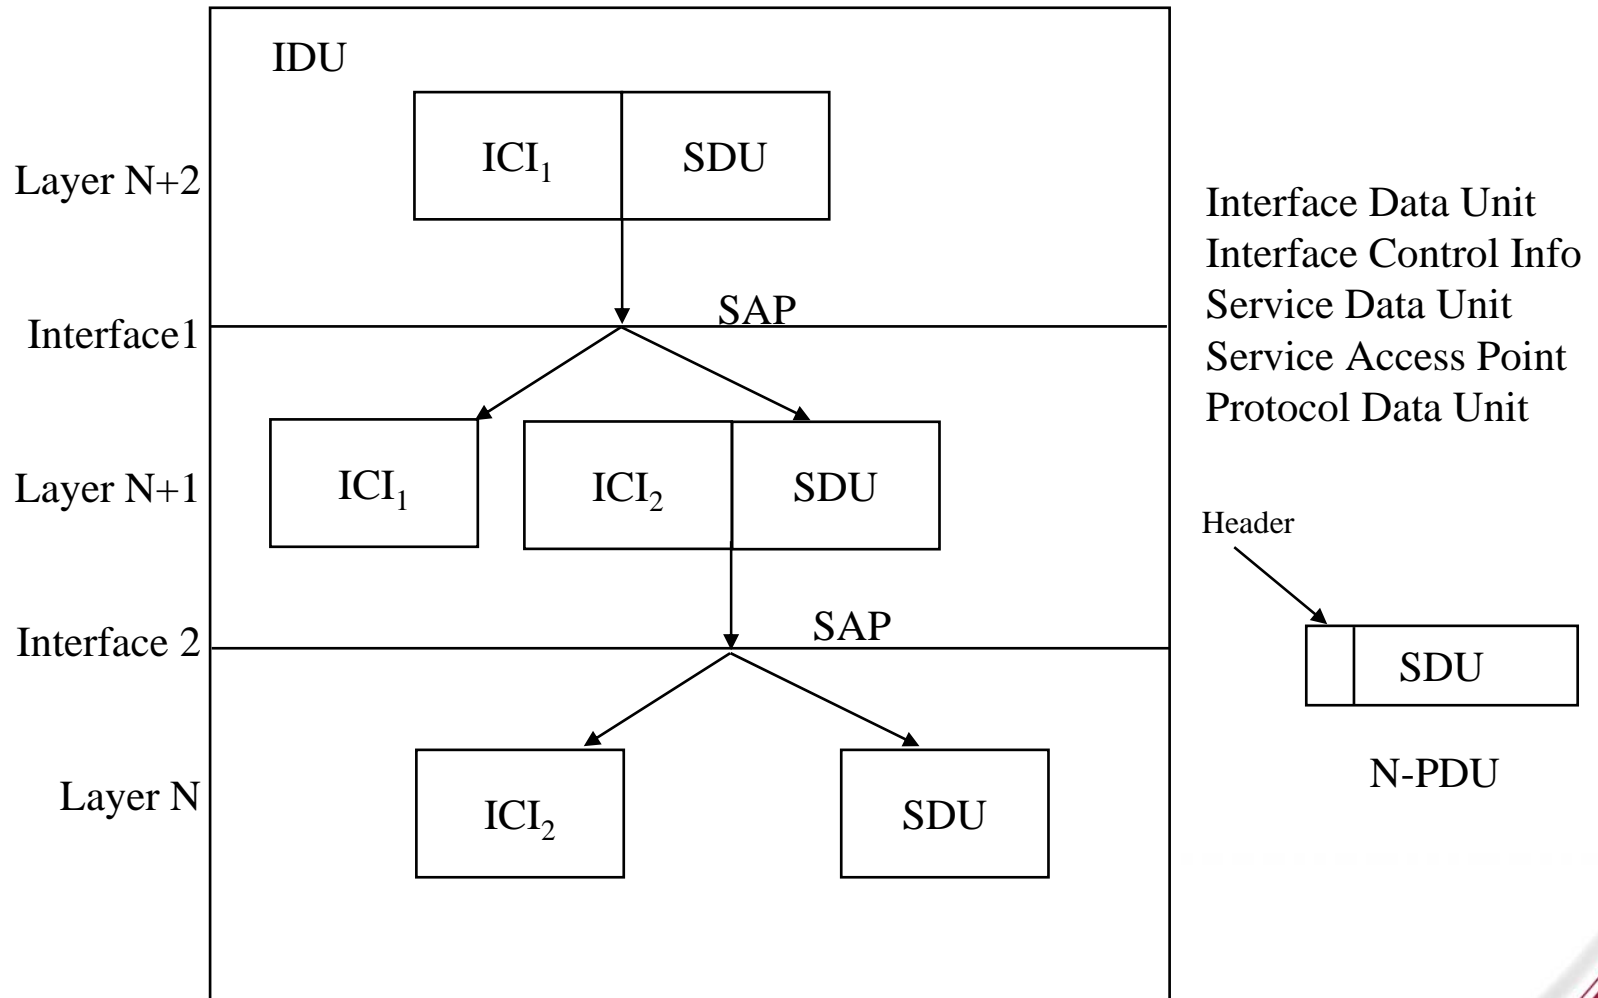 IDU
ICI₁ SDU
Layer N+2
SAP
Interface1
ICI₁ ICI₂ SDU
Layer N+1
SAP
Interface 2
ICI₂ SDU
Layer N
Interface Data Unit
Interface Control Info
Service Data Unit
Service Access Point
Protocol Data Unit
Header
SDU
N-PDU